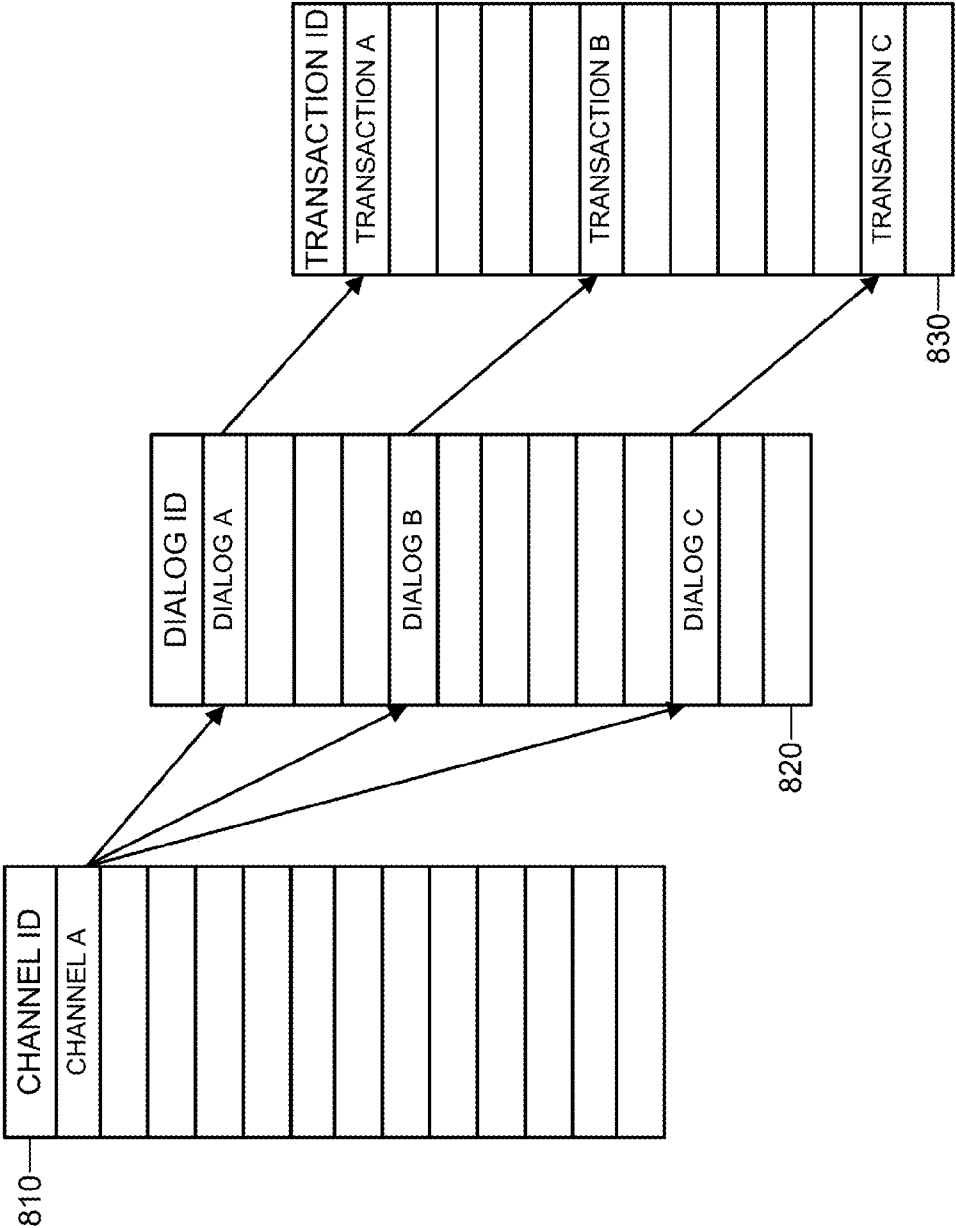 810
CHANNEL ID
CHANNEL A
820
DIALOG ID
DIALOG A
DIALOG B
DIALOG C
830
TRANSACTION ID
TRANSACTION A
TRANSACTION B
TRANSACTION C